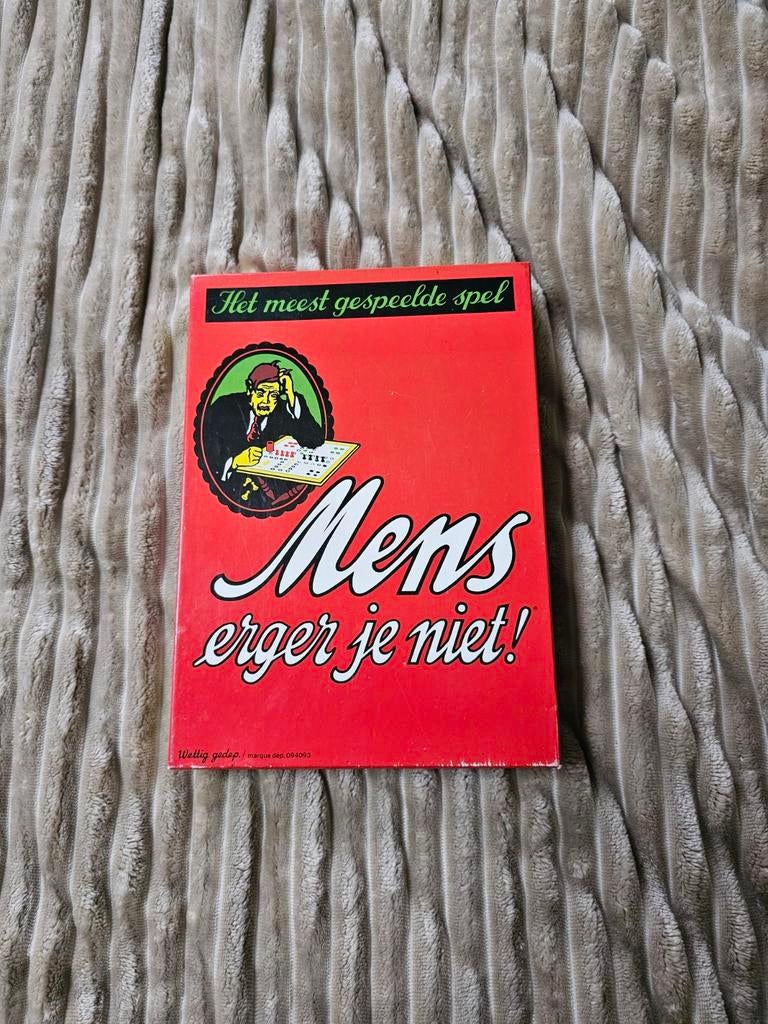 Het meest gespeelde spel
Mens
erger je niet!
Wettig gedep. / marque dep. 094093